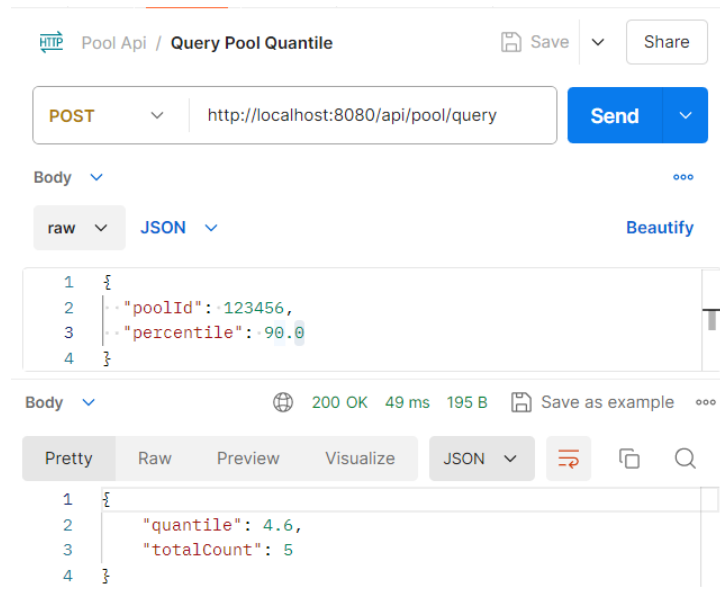 HTTP Pool Api / Query Pool Quantile Save Share
POST http://localhost:8080/api/pool/query Send
Body
raw JSON Beautify
1 {
2 "poolId": 123456,
3 "percentile": 90.0
4 }
Body 200 OK 49 ms 195 B Save as example
Pretty Raw Preview Visualize JSON
1 {
2 "quantile": 4.6,
3 "totalCount": 5
4 }